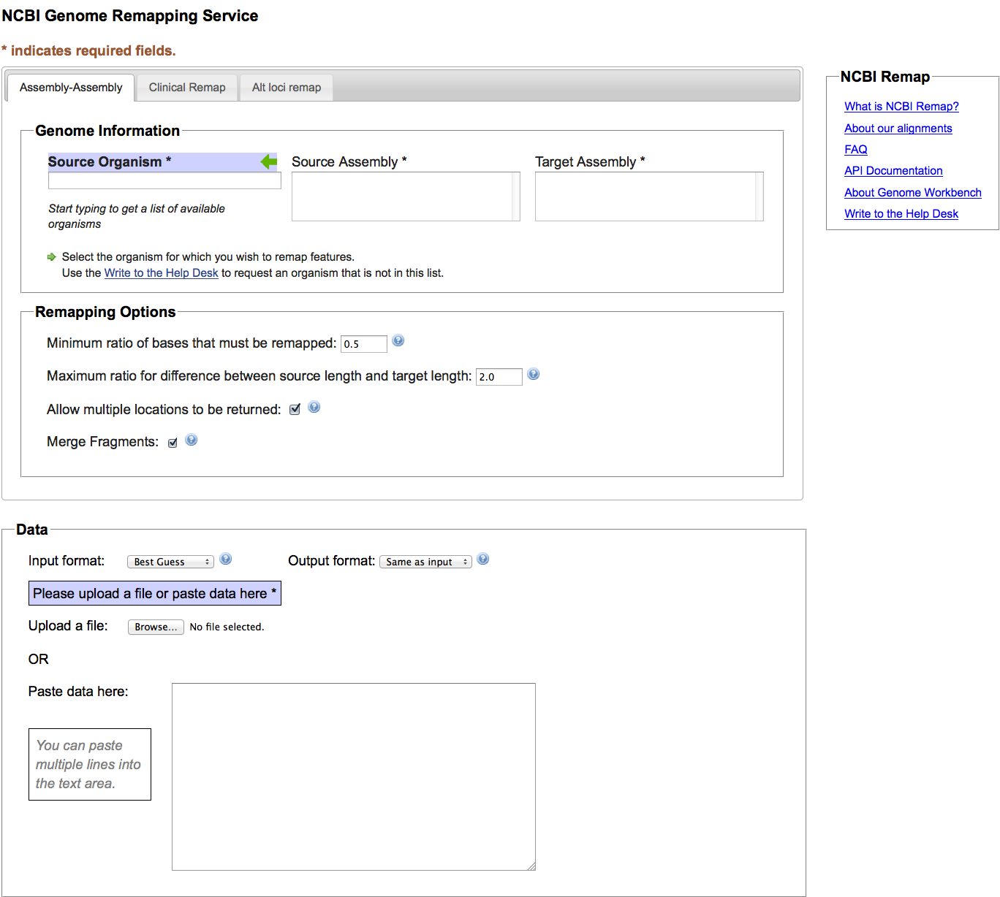 NCBI Genome Remapping Service
* indicates required fields.
Assembly-Assembly
Clinical Remap
Alt loci remap
Genome Information
Source Organism *
Source Assembly *
Target Assembly *
Start typing to get a list of available
organisms
Select the organism for which you wish to remap features.
Use the Write to the Help Desk to request an organism that is not in this list.
Remapping Options
Minimum ratio of bases that must be remapped: 0.5
Maximum ratio for difference between source length and target length: 2.0
Allow multiple locations to be returned:
Merge Fragments:
NCBI Remap
What is NCBI Remap?
About our alignments
FAQ
API Documentation
About Genome Workbench
Write to the Help Desk
Data
Input format: Best Guess
Output format: Same as input
Please upload a file or paste data here *
Upload a file: Browse... No file selected.
OR
Paste data here:
You can paste
multiple lines into
the text area.